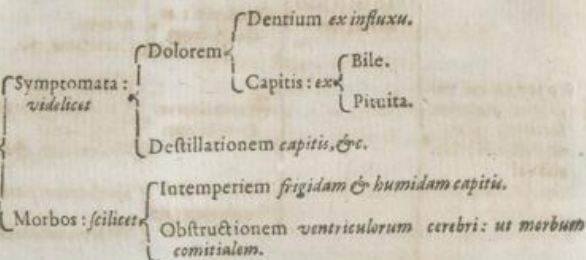 Dentium ex influxu.
Dolorem
Bile.
Symptomata:
Capitis: ex
videlicet
Pituita.
Destillationem capitis, &c.
Intemperiem frigidam & humidam capitis.
Morbos: scilicet
Obstructionem ventriculorum cerebri: ut morbum
comitialem.